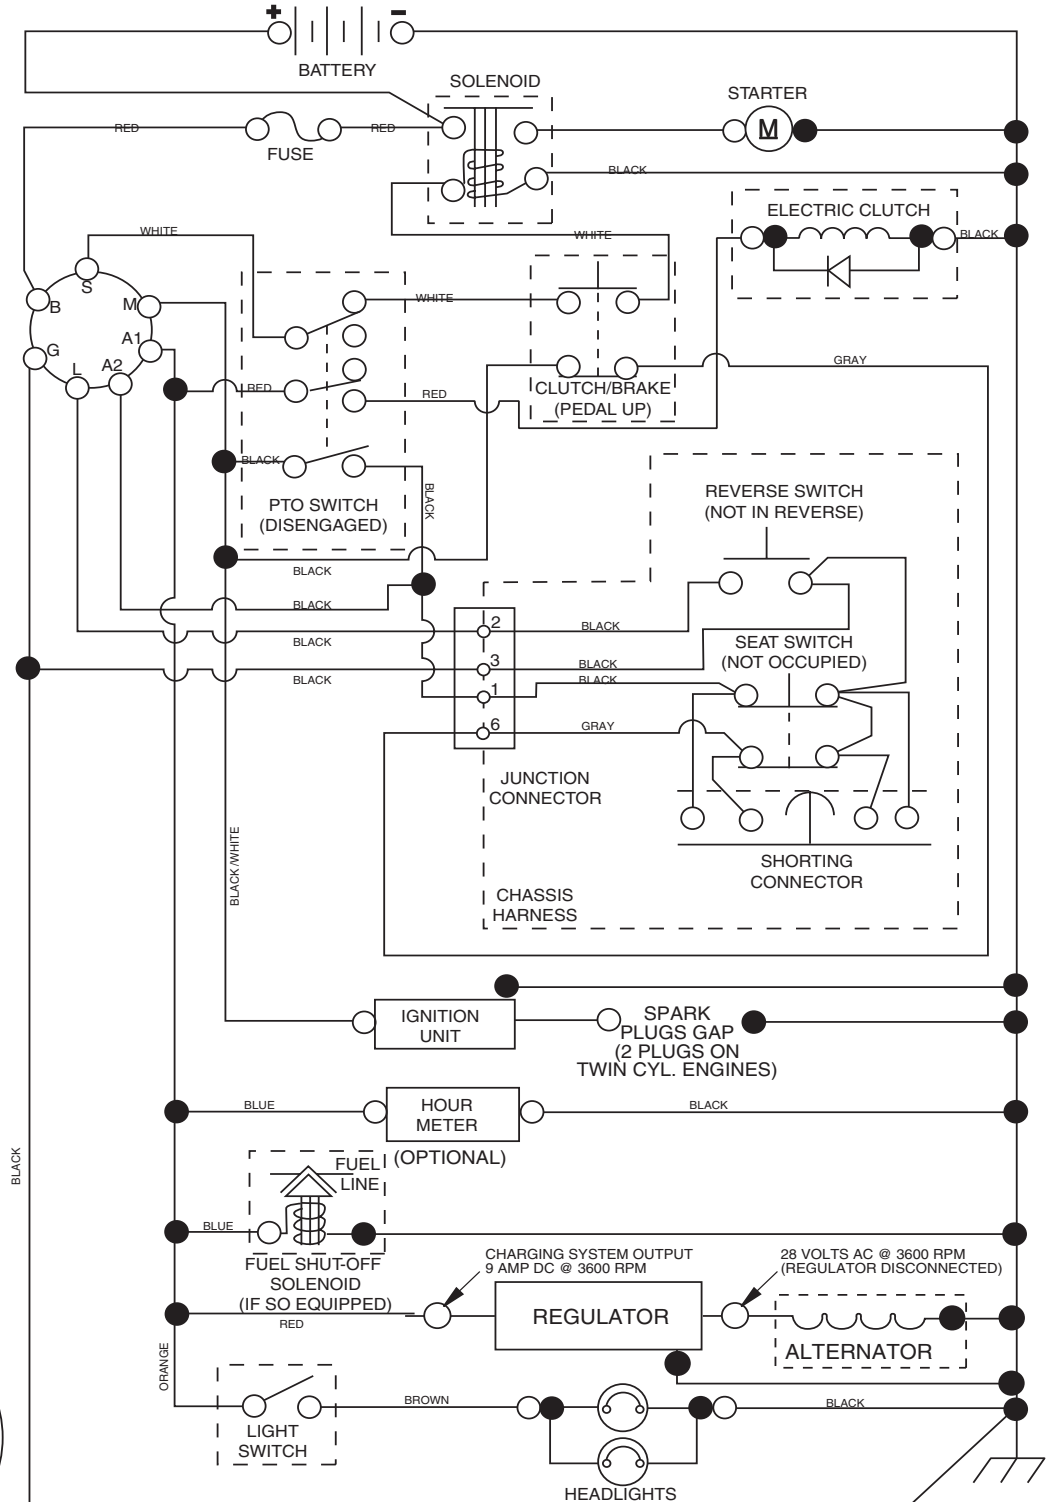 + -
BATTERY
SOLENOID
STARTER
M
RED
RED
FUSE
BLACK
ELECTRIC CLUTCH
BLACK
WHITE
WHITE
S
B
M
A1
G
L
A2
WHITE
GRAY
CLUTCH/BRAKE
(PEDAL UP)
RED
RED
BLACK
PTO SWITCH
(DISENGAGED)
BLACK
REVERSE SWITCH
(NOT IN REVERSE)
BLACK
BLACK
BLACK
2
BLACK
SEAT SWITCH
(NOT OCCUPIED)
3
BLACK
BLACK
1
BLACK
6
GRAY
JUNCTION
CONNECTOR
SHORTING
CONNECTOR
CHASSIS
HARNESS
BLACK /WHITE
IGNITION
UNIT
SPARK
PLUGS GAP
(2 PLUGS ON
TWIN CYL. ENGINES)
BLUE
HOUR
METER
(OPTIONAL)
BLACK
BLACK
FUEL
LINE
BLUE
FUEL SHUT-OFF
SOLENOID
(IF SO EQUIPPED)
CHARGING SYSTEM OUTPUT
9 AMP DC @ 3600 RPM
28 VOLTS AC @ 3600 RPM
(REGULATOR DISCONNECTED)
RED
REGULATOR
ALTERNATOR
ORANGE
LIGHT
SWITCH
BROWN
BLACK
HEADLIGHTS